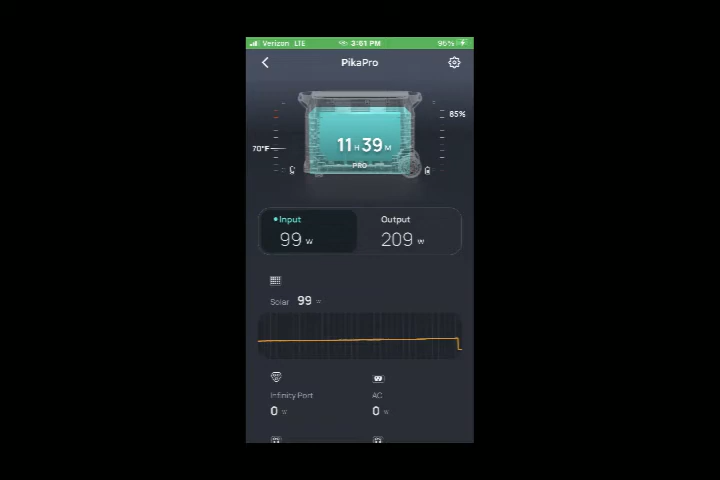 Verizon LTE 3:51 PM 96%
PikaPro
85%
11 H 39 M
70°F
PRO
Input Output
99 W 209 W
Solar 99 W
Infinity Port AC
0 W 0 W